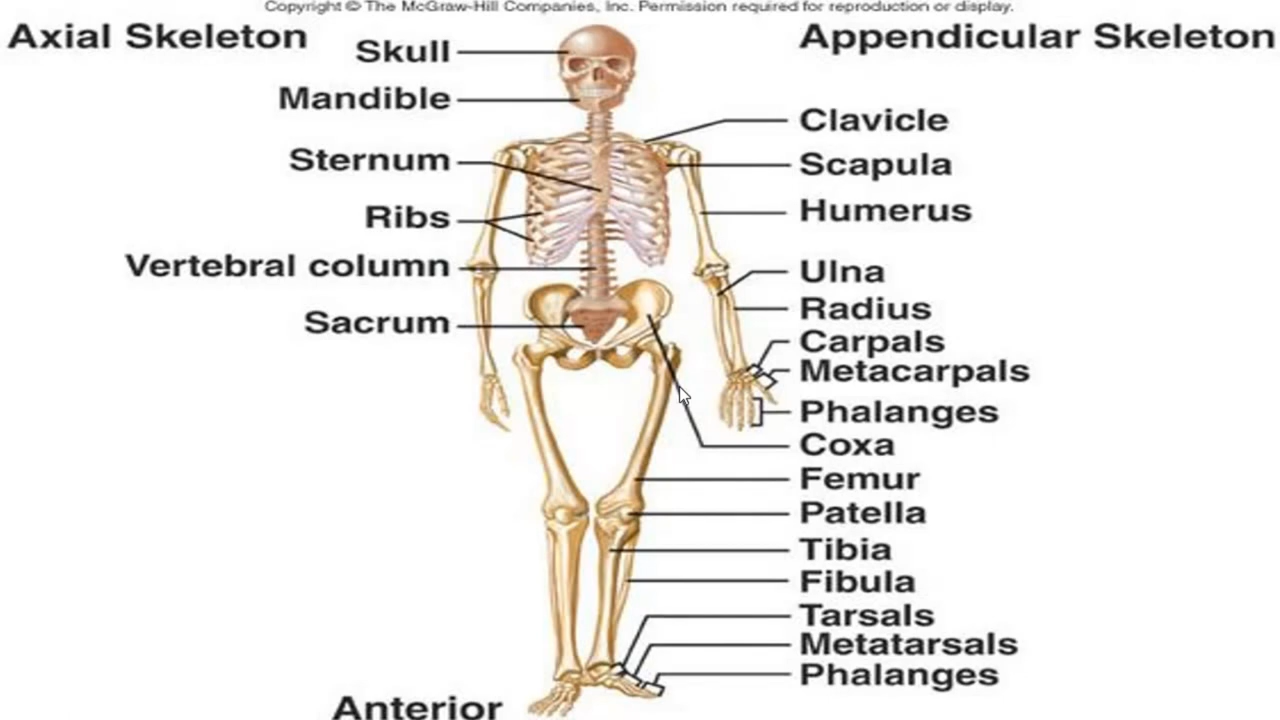 Copyright © The McGraw-Hill Companies, Inc. Permission required for reproduction or display.
Axial Skeleton
Appendicular Skeleton
Skull
Mandible
Sternum
Ribs
Vertebral column
Sacrum
Clavicle
Scapula
Humerus
Ulna
Radius
Carpals
Metacarpals
Phalanges
Coxa
Femur
Patella
Tibia
Fibula
Tarsals
Metatarsals
Phalanges
Anterior